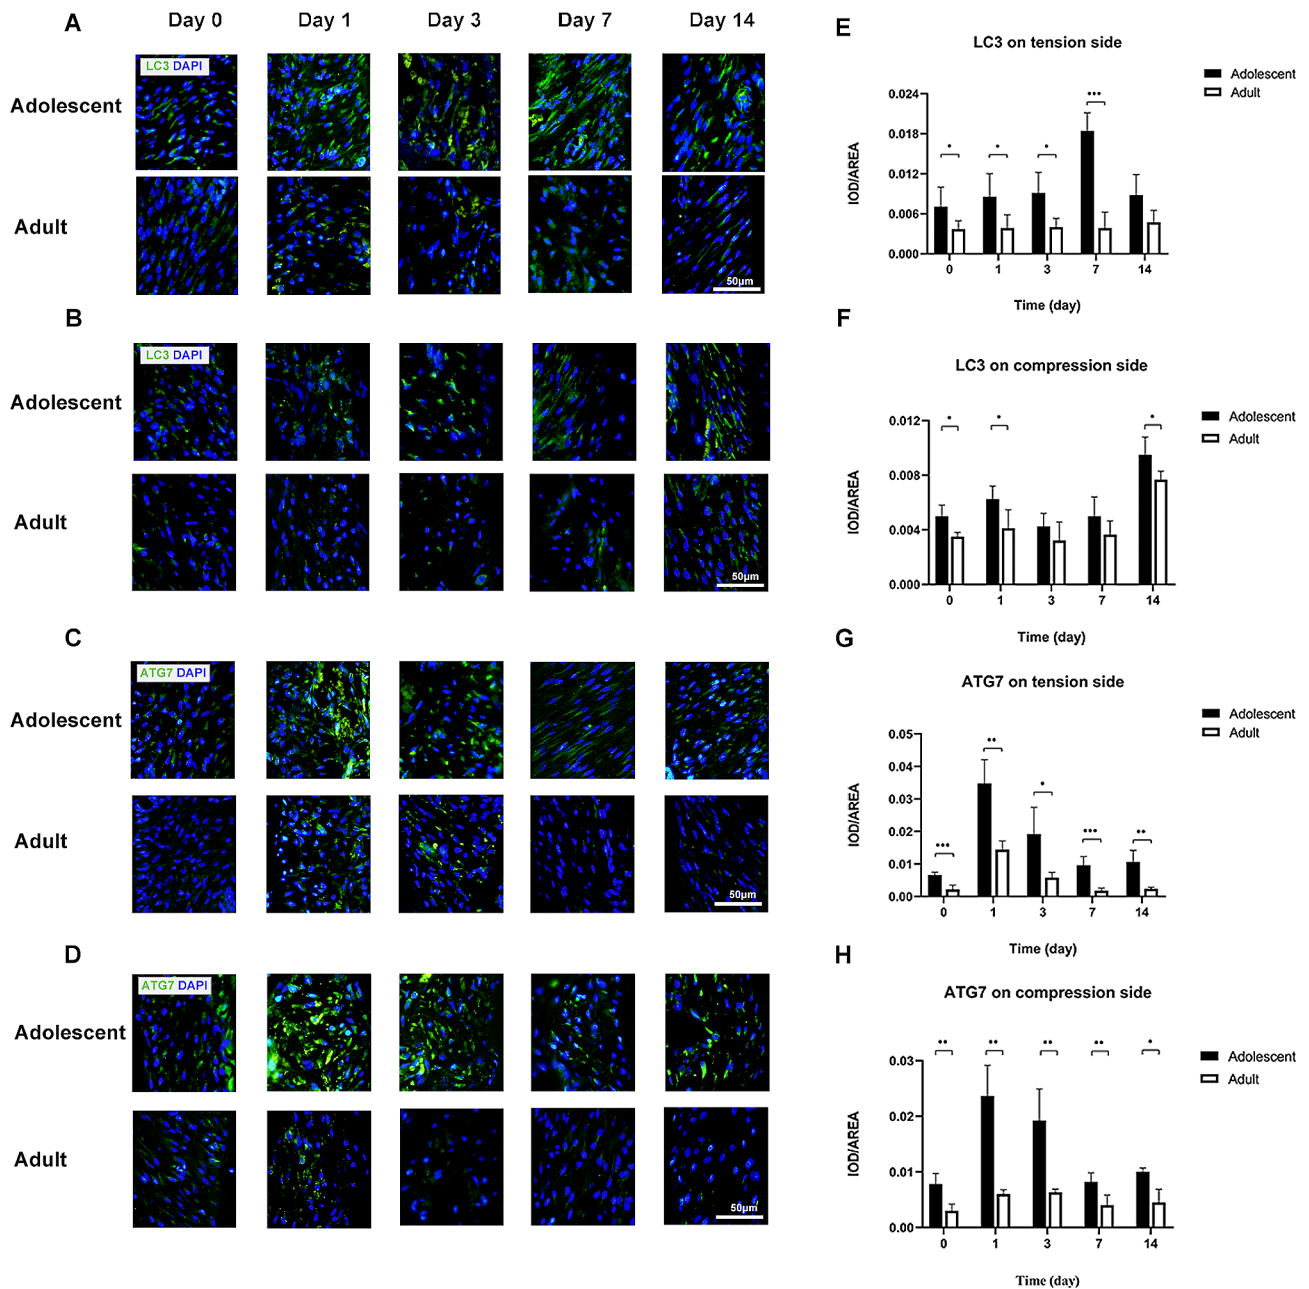 A
Day 0 Day 1 Day 3 Day 7 Day 14
LC3 DAPI
Adolescent
Adult
50μm
B
LC3 DAPI
Adolescent
Adult
50μm
C
ATG7 DAPI
Adolescent
Adult
50μm
D
ATG7 DAPI
Adolescent
Adult
50μm
E
LC3 on tension side
Adolescent
Adult
IOD/AREA
0.024
0.018
0.012
0.006
0.000
* * * ***
0 1 3 7 14
Time (day)
F
LC3 on compression side
Adolescent
Adult
IOD/AREA
0.012
0.008
0.004
0.000
* * *
0 1 3 7 14
Time (day)
G
ATG7 on tension side
Adolescent
Adult
IOD/AREA
0.05
0.04
0.03
0.02
0.01
0.00
*** ** * *** **
0 1 3 7 14
Time (day)
H
ATG7 on compression side
Adolescent
Adult
IOD/AREA
0.03
0.02
0.01
0.00
** ** ** ** *
0 1 3 7 14
Time (day)